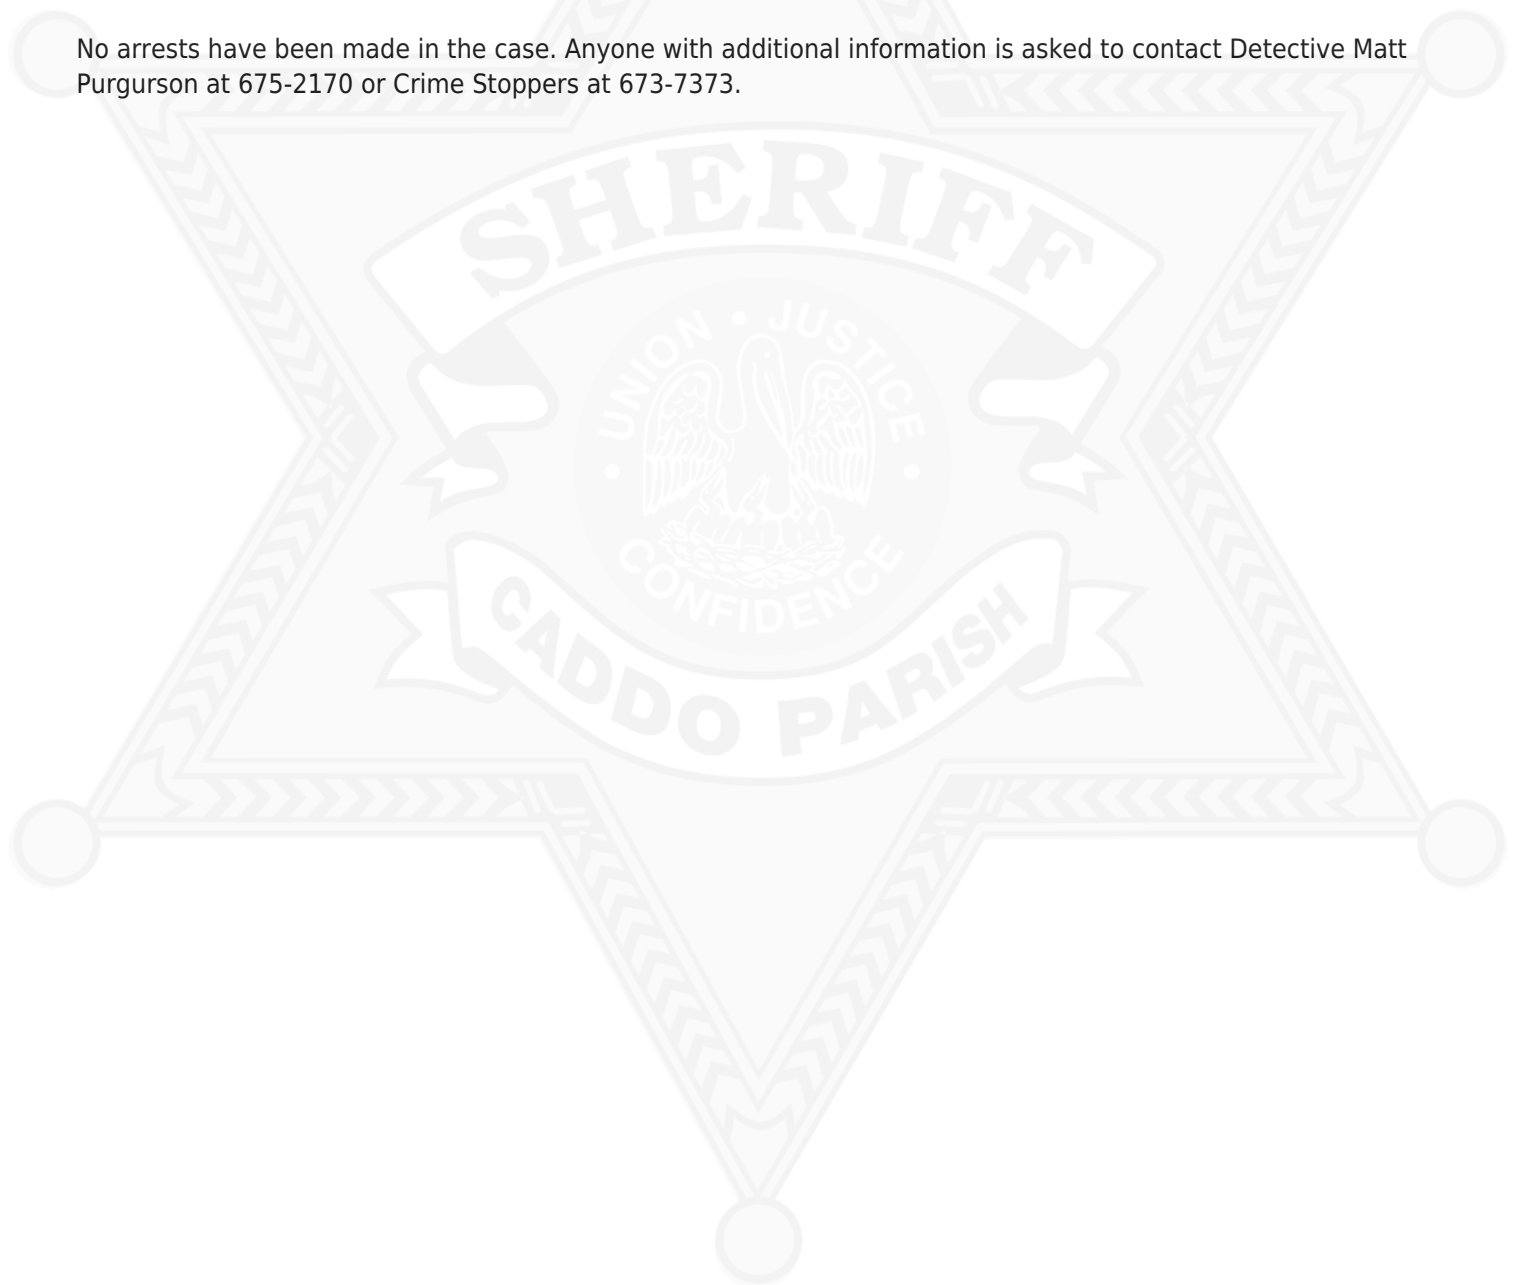 No arrests have been made in the case. Anyone with additional information is asked to contact Detective Matt
Purgurson at 675-2170 or Crime Stoppers at 673-7373.
SHERIFF
UNION • JUSTICE
• CONFIDENCE •
CADDO PARISH